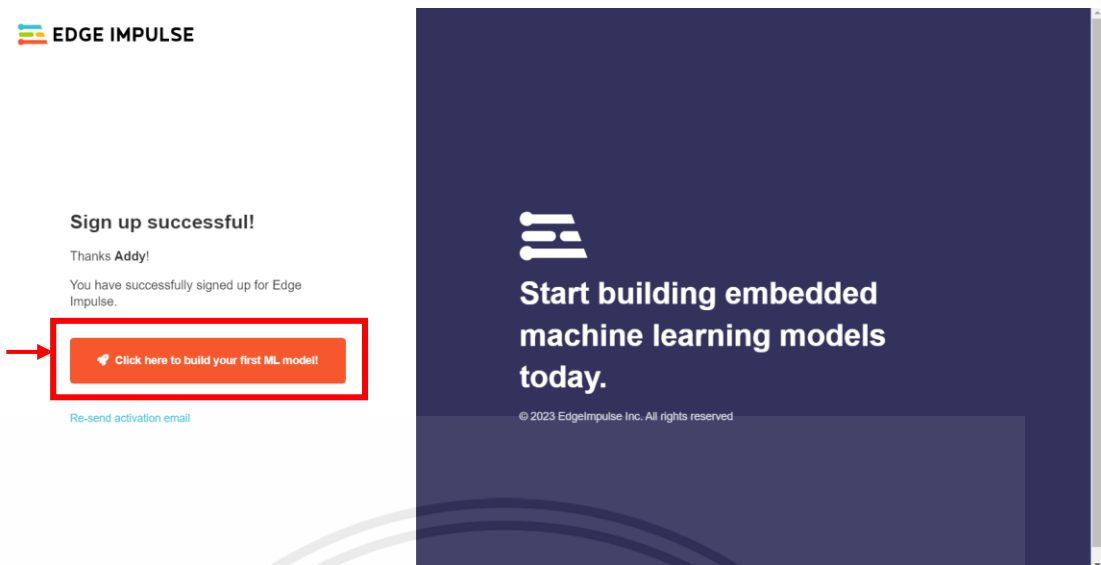 EDGE IMPULSE
Sign up successful!
Thanks Addy!
You have successfully signed up for Edge
Impulse.
Click here to build your first ML model!
Re-send activation email
Start building embedded
machine learning models
today.
© 2023 EdgeImpulse Inc. All rights reserved